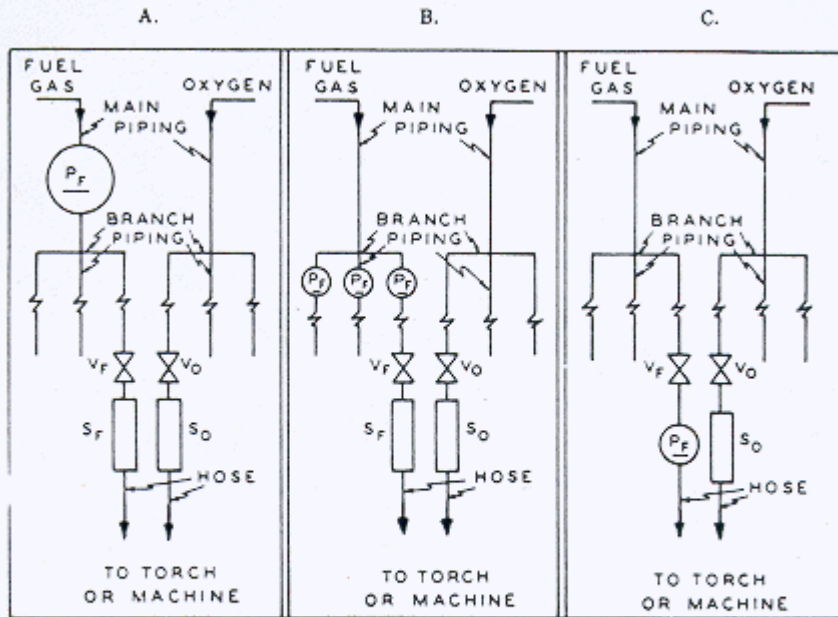 A.
FUEL
GAS
OXYGEN
MAIN
PIPING
PF
BRANCH
PIPING
VF
VO
SF
SO
HOSE
TO TORCH
OR MACHINE
B.
FUEL
GAS
OXYGEN
MAIN
PIPING
BRANCH
PIPING
PF
PF
PF
VF
VO
SF
SO
HOSE
TO TORCH
OR MACHINE
C.
FUEL
GAS
OXYGEN
MAIN
PIPING
BRANCH
PIPING
VF
VO
PF
SO
HOSE
TO TORCH
OR MACHINE